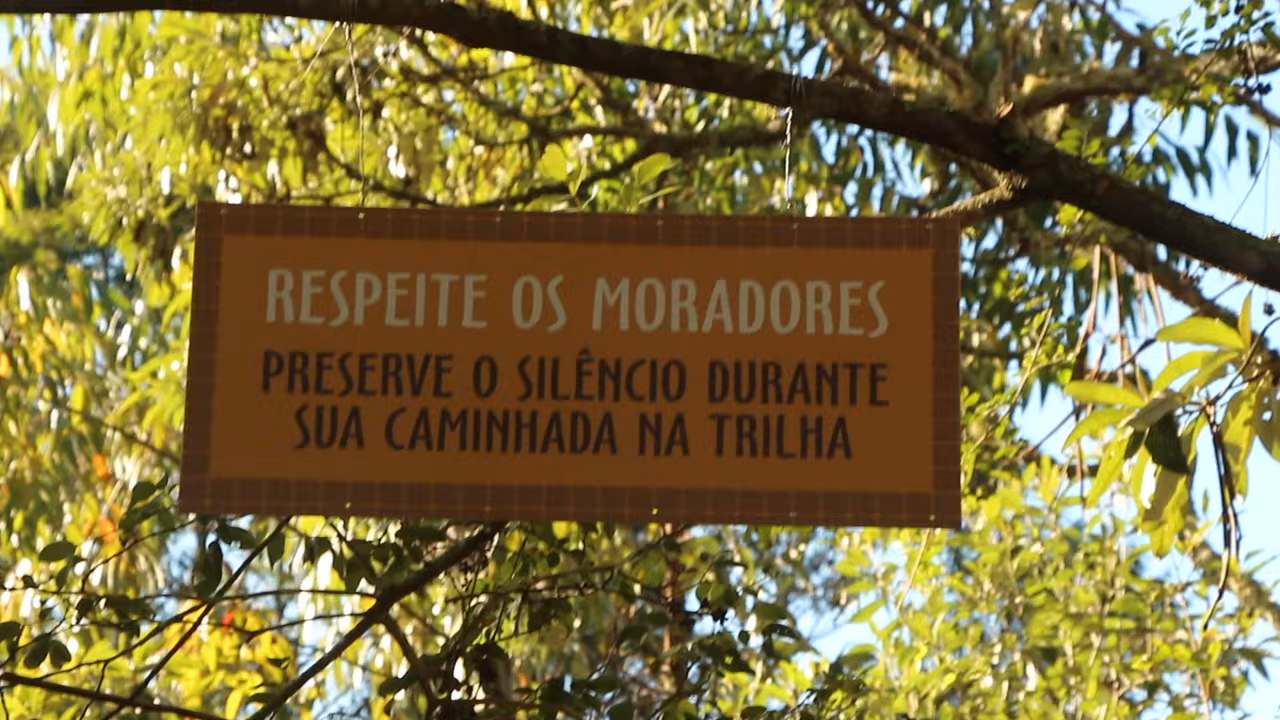 RESPEITE OS MORADORES
PRESERVE O SILÊNCIO DURANTE
SUA CAMINHADA NA TRILHA